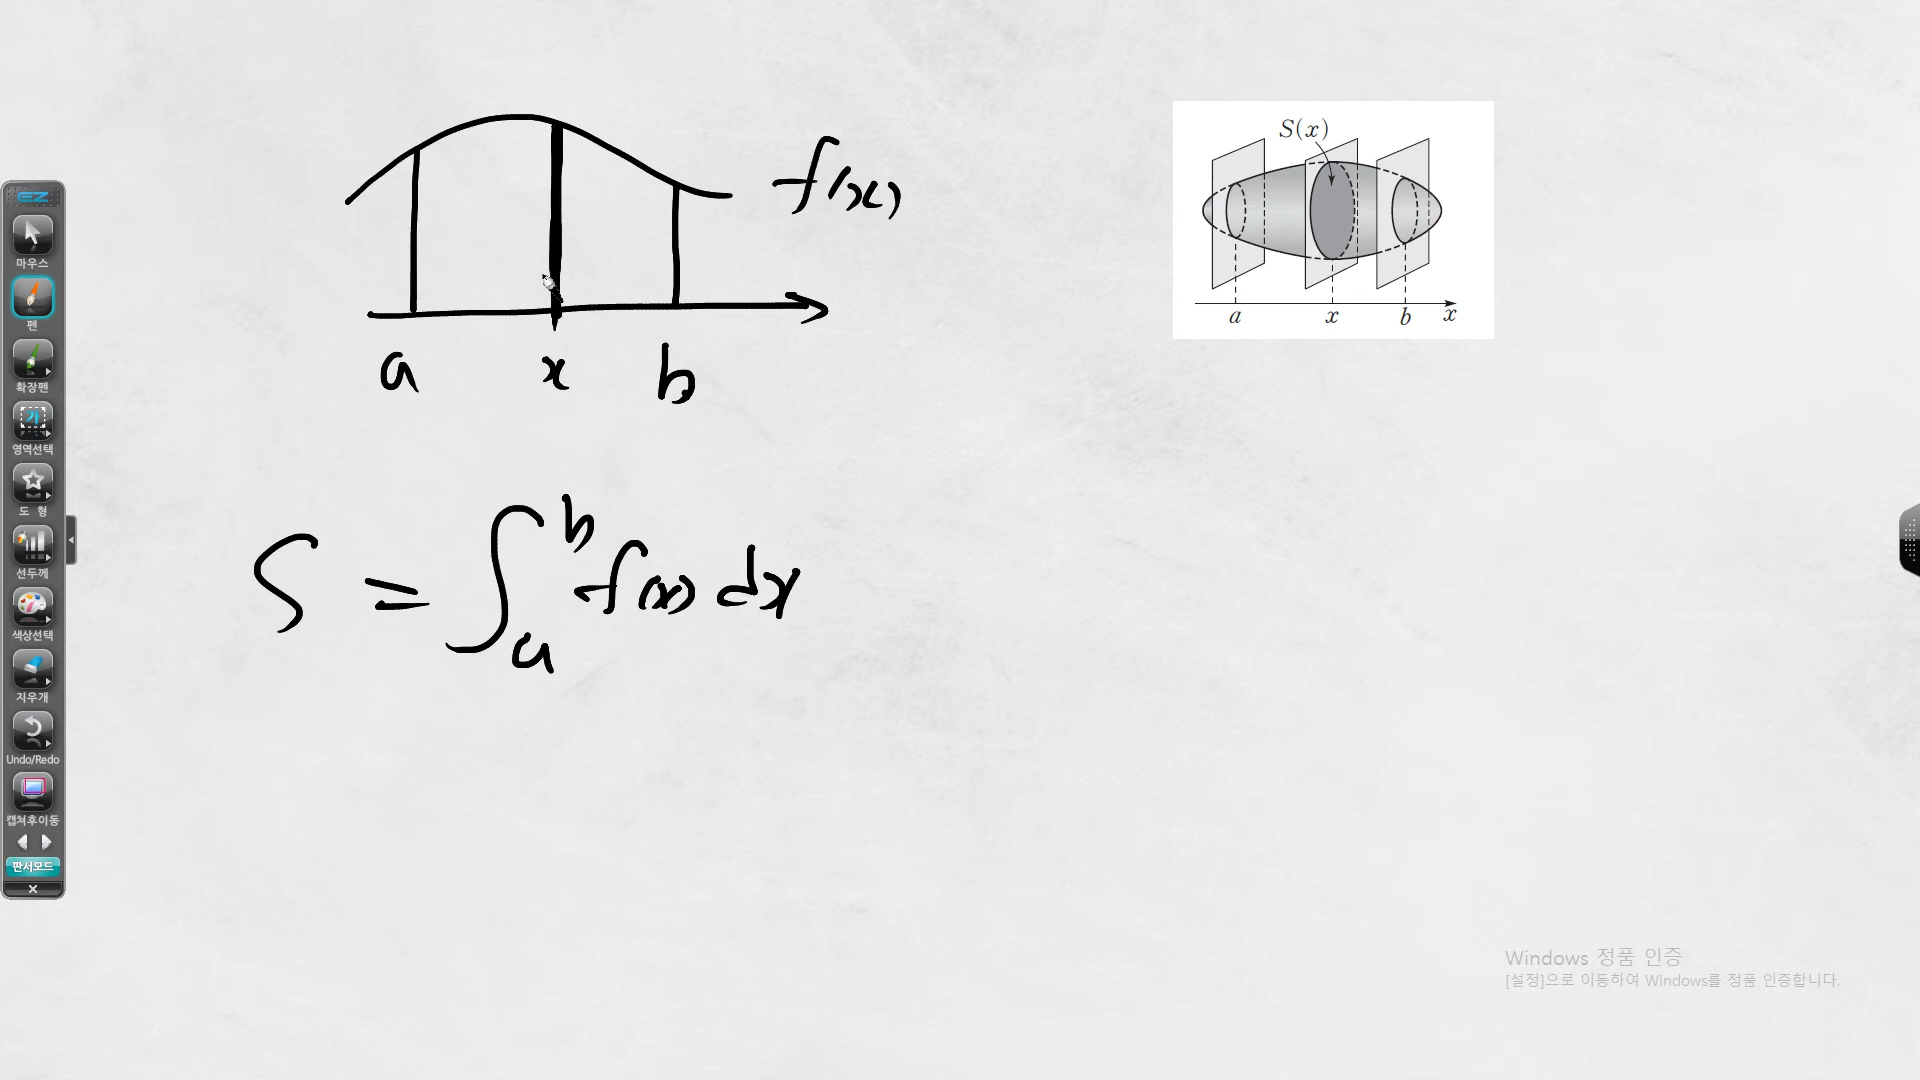 EZ
마우스
펜
확장펜
영역선택
도 형
선두께
색상선택
지우개
Undo/Redo
캡쳐후이동
판서모드
x
f(x)
a x b
S = ∫_a^b f(x) dx
S(x)
a x b x
Windows 정품 인증
[설정]으로 이동하여 Windows를 정품 인증합니다.